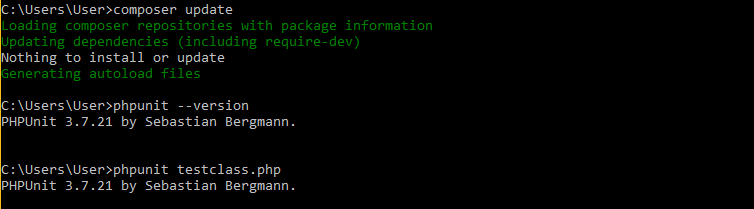 C:\Users\User>composer update
Loading composer repositories with package information
Updating dependencies (including require-dev)
Nothing to install or update
Generating autoload files
C:\Users\User>phpunit --version
PHPUnit 3.7.21 by Sebastian Bergmann.
C:\Users\User>phpunit testclass.php
PHPUnit 3.7.21 by Sebastian Bergmann.